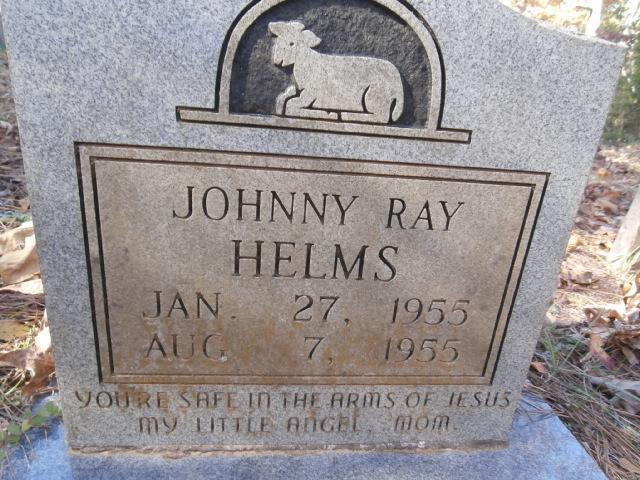 JOHNNY RAY
HELMS
JAN. 27, 1955
AUG 7, 1955
YOU'RE SAFE IN THE ARMS OF JESUS
MY LITTLE ANGEL, MOM